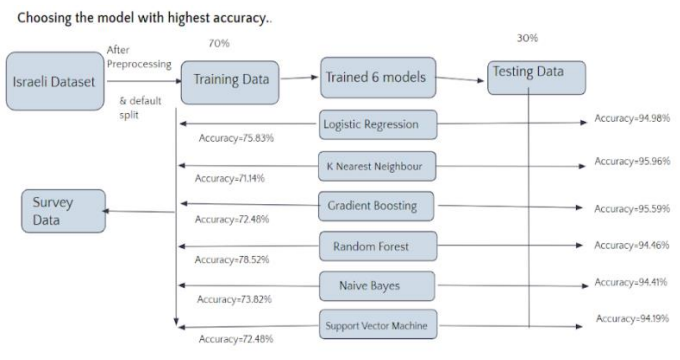 Choosing the model with highest accuracy..
70%
30%
After
Preprocessing
& default
split
Israeli Dataset
Training Data
Trained 6 models
Testing Data
Logistic Regression
Accuracy=75.83%
Accuracy=94.98%
K Nearest Neighbour
Accuracy=71.14%
Accuracy=95.96%
Gradient Boosting
Accuracy=72.48%
Accuracy=95.59%
Survey
Data
Random Forest
Accuracy=78.52%
Accuracy=94.46%
Naive Bayes
Accuracy=73.82%
Accuracy=94.41%
Support Vector Machine
Accuracy=72.48%
Accuracy=94.19%